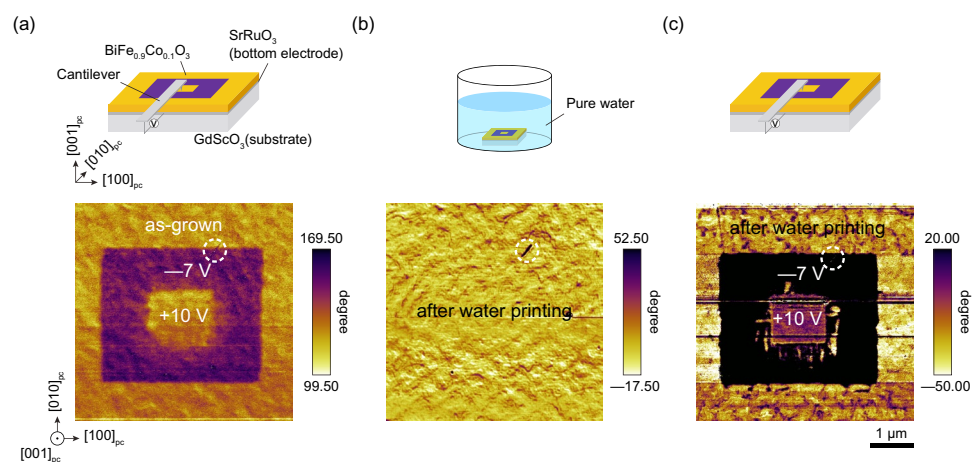 (a)
BiFe₀.₉Co₀.₁O₃
SrRuO₃
(bottom electrode)
Cantilever
V
GdScO₃(substrate)
[001]pc
[010]pc
[100]pc
as-grown
—7 V
+10 V
169.50
degree
99.50
[010]pc
[100]pc
[001]pc
(b)
Pure water
after water printing
52.50
degree
—17.50
(c)
V
after water printing
—7 V
+10 V
20.00
degree
—50.00
1 µm